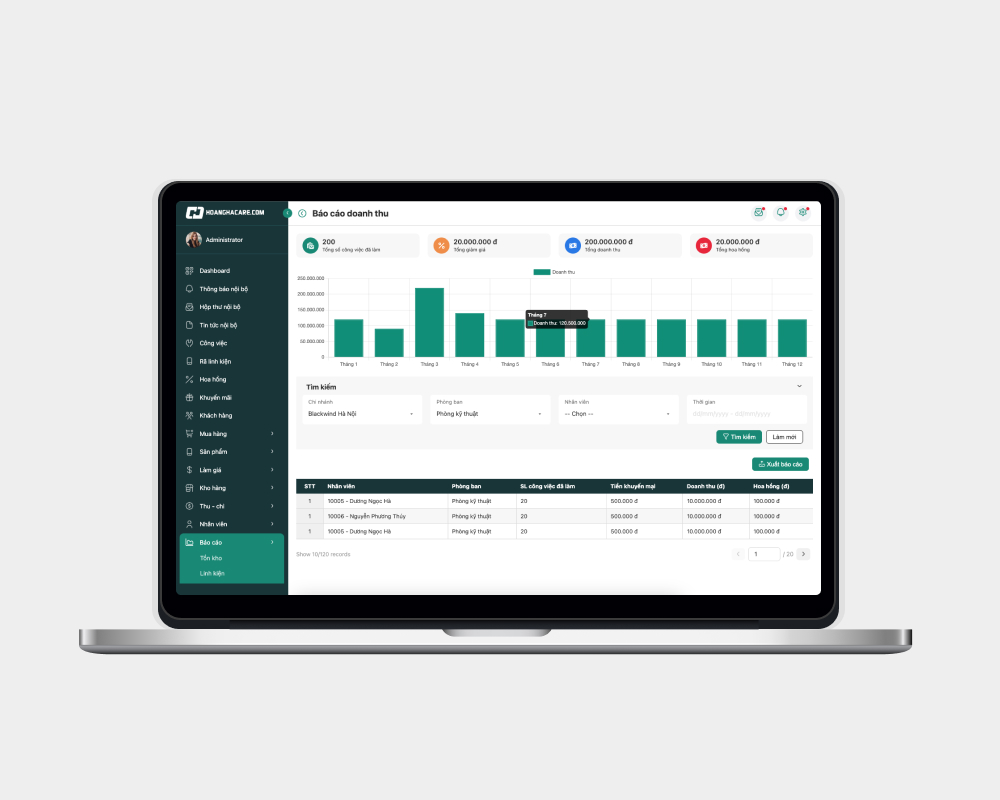 HOANGHACARE.COM
Báo cáo doanh thu
Administrator
Dashboard
Thông báo nội bộ
Hộp thư nội bộ
Tin tức nội bộ
Công việc
Rã linh kiện
Hoa hồng
Khuyến mãi
Khách hàng
Mua hàng
Sản phẩm
Làm giá
Kho hàng
Thu - chi
Nhân viên
Báo cáo
Tồn kho
Linh kiện
200
Tổng số công việc đã làm
20.000.000 đ
Tổng giảm giá
200.000.000 đ
Tổng doanh thu
20.000.000 đ
Tổng hoa hồng
Doanh thu
250.000.000
200.000.000
150.000.000
100.000.000
50.000.000
0
Tháng 7
Doanh thu: 120.500.000
Tháng 1 Tháng 2 Tháng 3 Tháng 4 Tháng 5 Tháng 6 Tháng 7 Tháng 8 Tháng 9 Tháng 10 Tháng 11 Tháng 12
Tìm kiếm
Chi nhánh
Blackwind Hà Nội
Phòng ban
Phòng kỹ thuật
Nhân viên
-- Chọn --
Thời gian
dd/mm/yyyy - dd/mm/yyyy
Tìm kiếm
Làm mới
Xuất báo cáo
STT Nhân viên Phòng ban SL công việc đã làm Tiền khuyến mại Doanh thu (đ) Hoa hồng (đ)
1 10005 - Dương Ngọc Hà Phòng kỹ thuật 20 500.000 đ 10.000.000 đ 100.000 đ
1 10006 - Nguyễn Phương Thúy Phòng kỹ thuật 20 500.000 đ 10.000.000 đ 100.000 đ
1 10005 - Dương Ngọc Hà Phòng kỹ thuật 20 500.000 đ 10.000.000 đ 100.000 đ
Show 10/120 records
1 / 20